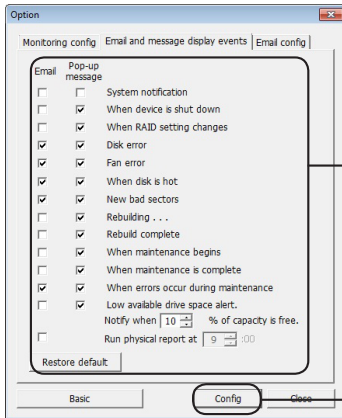 Option
Monitoring config Email and message display events Email config
Email Pop-up message
System notification
When device is shut down
When RAID setting changes
Disk error
Fan error
When disk is hot
New bad sectors
Rebuilding . . .
Rebuild complete
When maintenance begins
When maintenance is complete
When errors occur during maintenance
Low available drive space alert.
Notify when 10 % of capacity is free.
Run physical report at 9 :00
Restore default
Basic Config Close